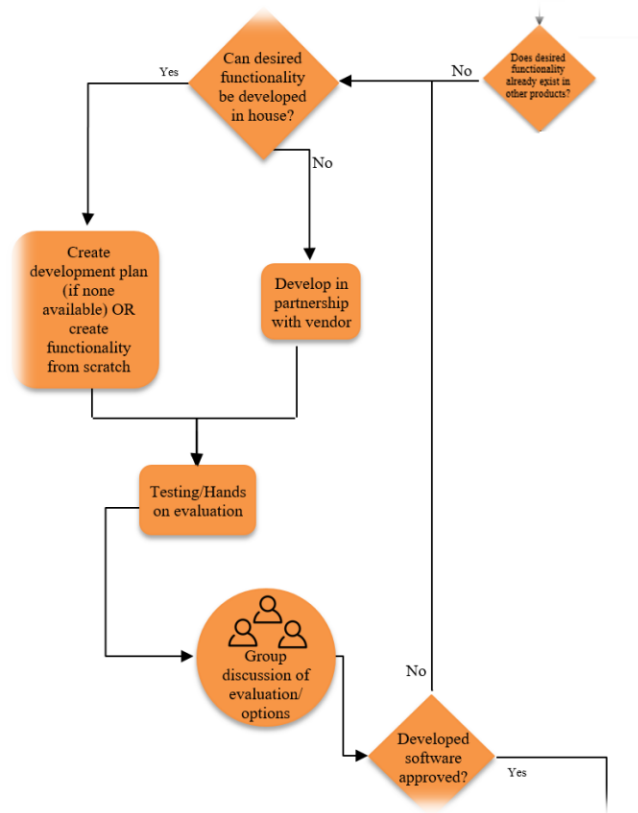 Can desired
functionality
be developed
in house?
Yes
No
Does desired
functionality
already exist in
other products?
No
Create
development plan
(if none
available) OR
create
functionality
from scratch
Develop in
partnership
with vendor
Testing/Hands
on evaluation
Group
discussion of
evaluation/
options
No
Developed
software
approved?
Yes